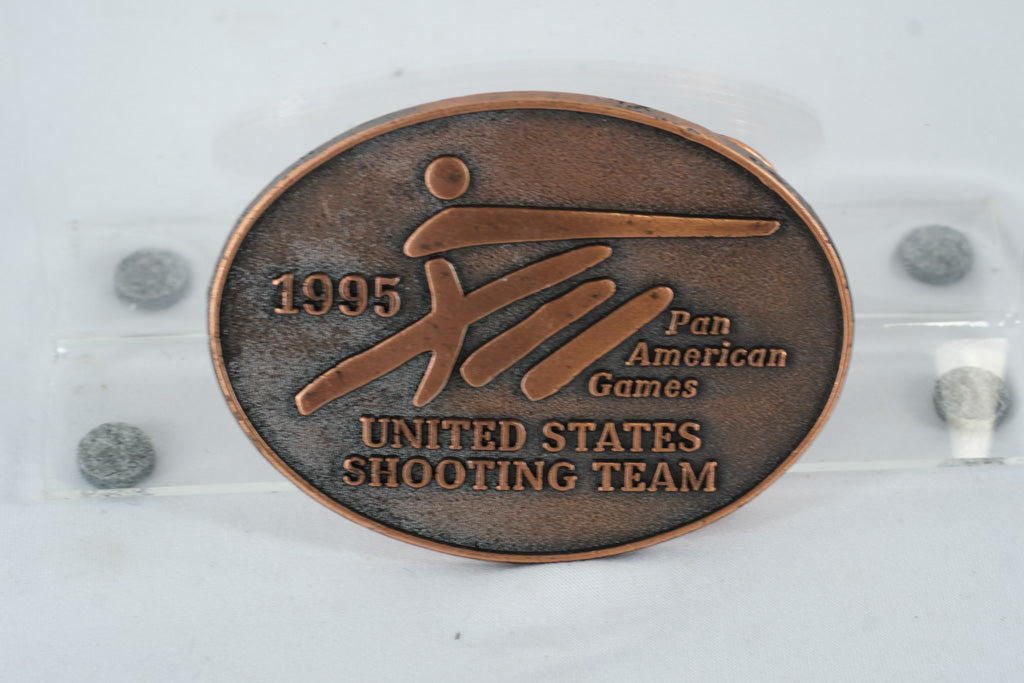 1995
Pan
American
Games
UNITED STATES
SHOOTING TEAM